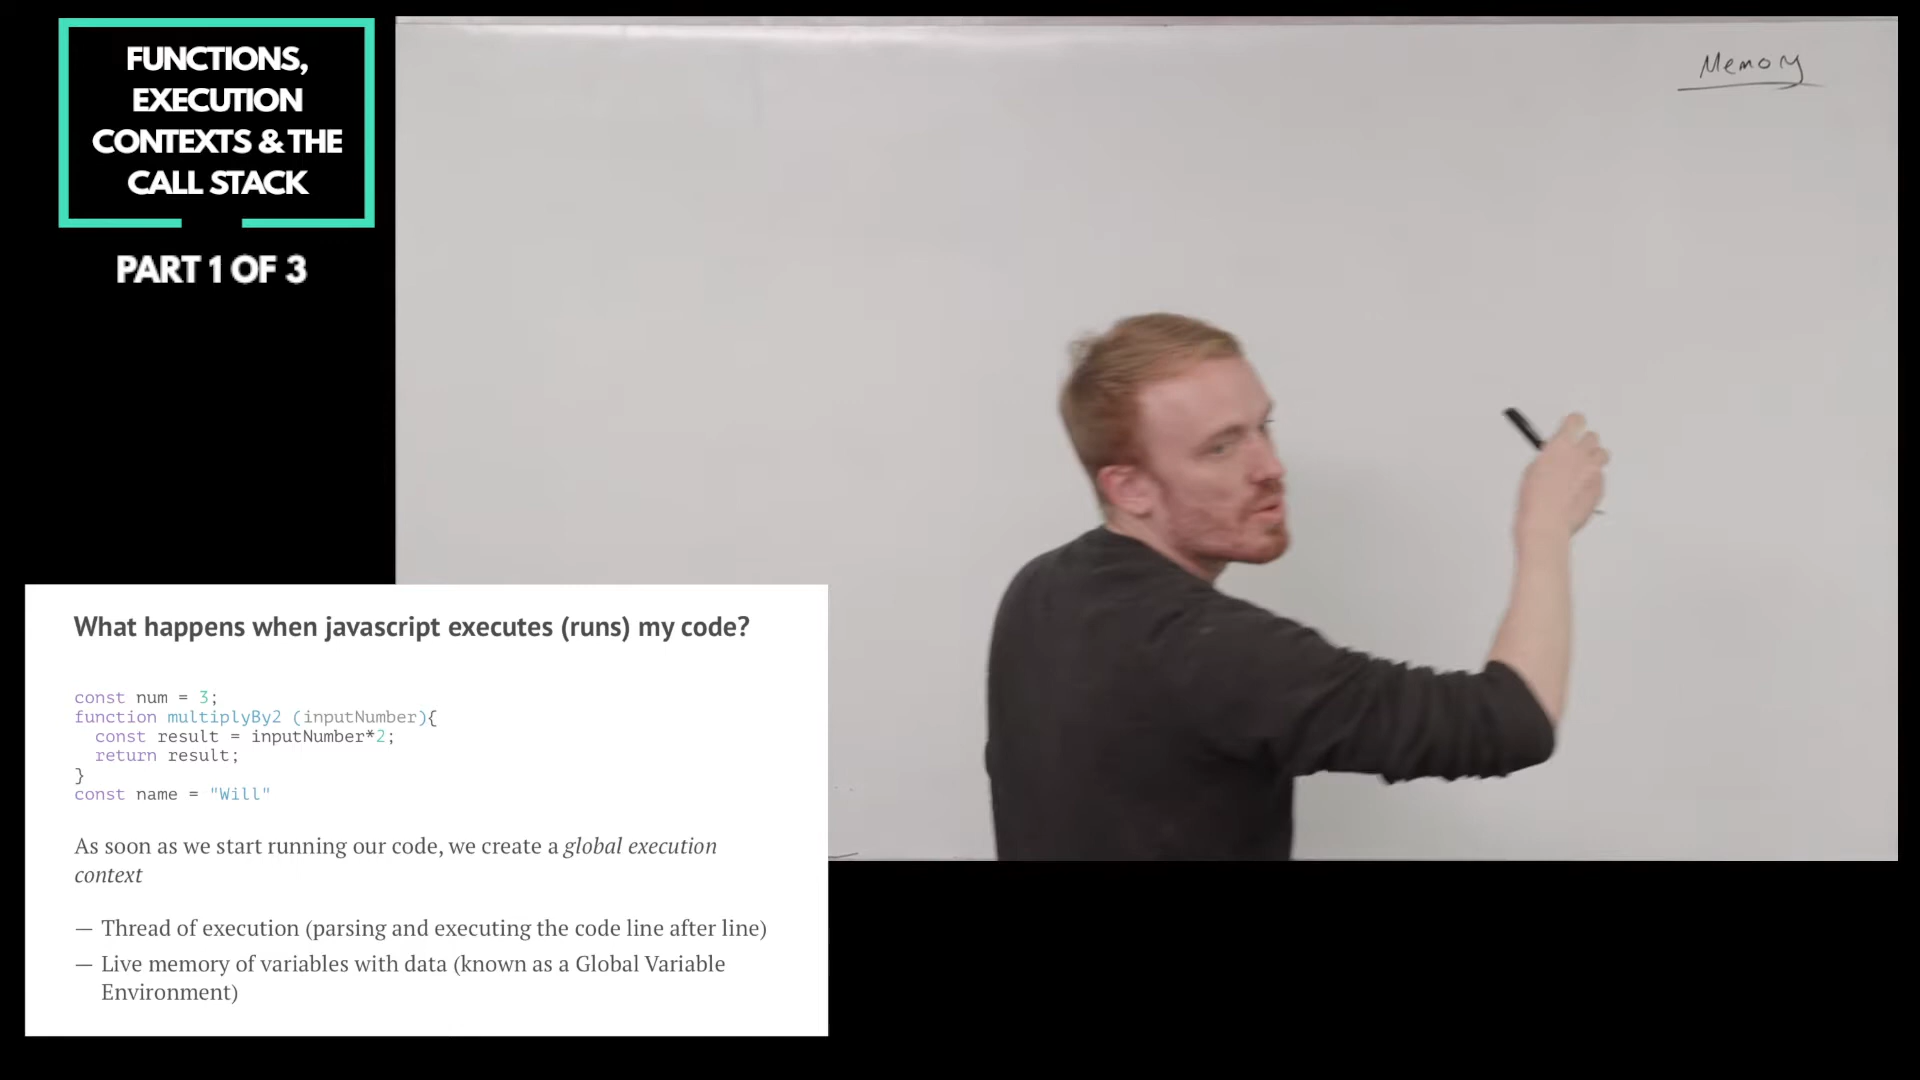 FUNCTIONS,
EXECUTION
CONTEXTS & THE
CALL STACK
PART 1 OF 3
Memory
What happens when javascript executes (runs) my code?
const num = 3;
function multiplyBy2 (inputNumber){
  const result = inputNumber*2;
  return result;
}
const name = "Will"
As soon as we start running our code, we create a global execution
context
— Thread of execution (parsing and executing the code line after line)
— Live memory of variables with data (known as a Global Variable
Environment)